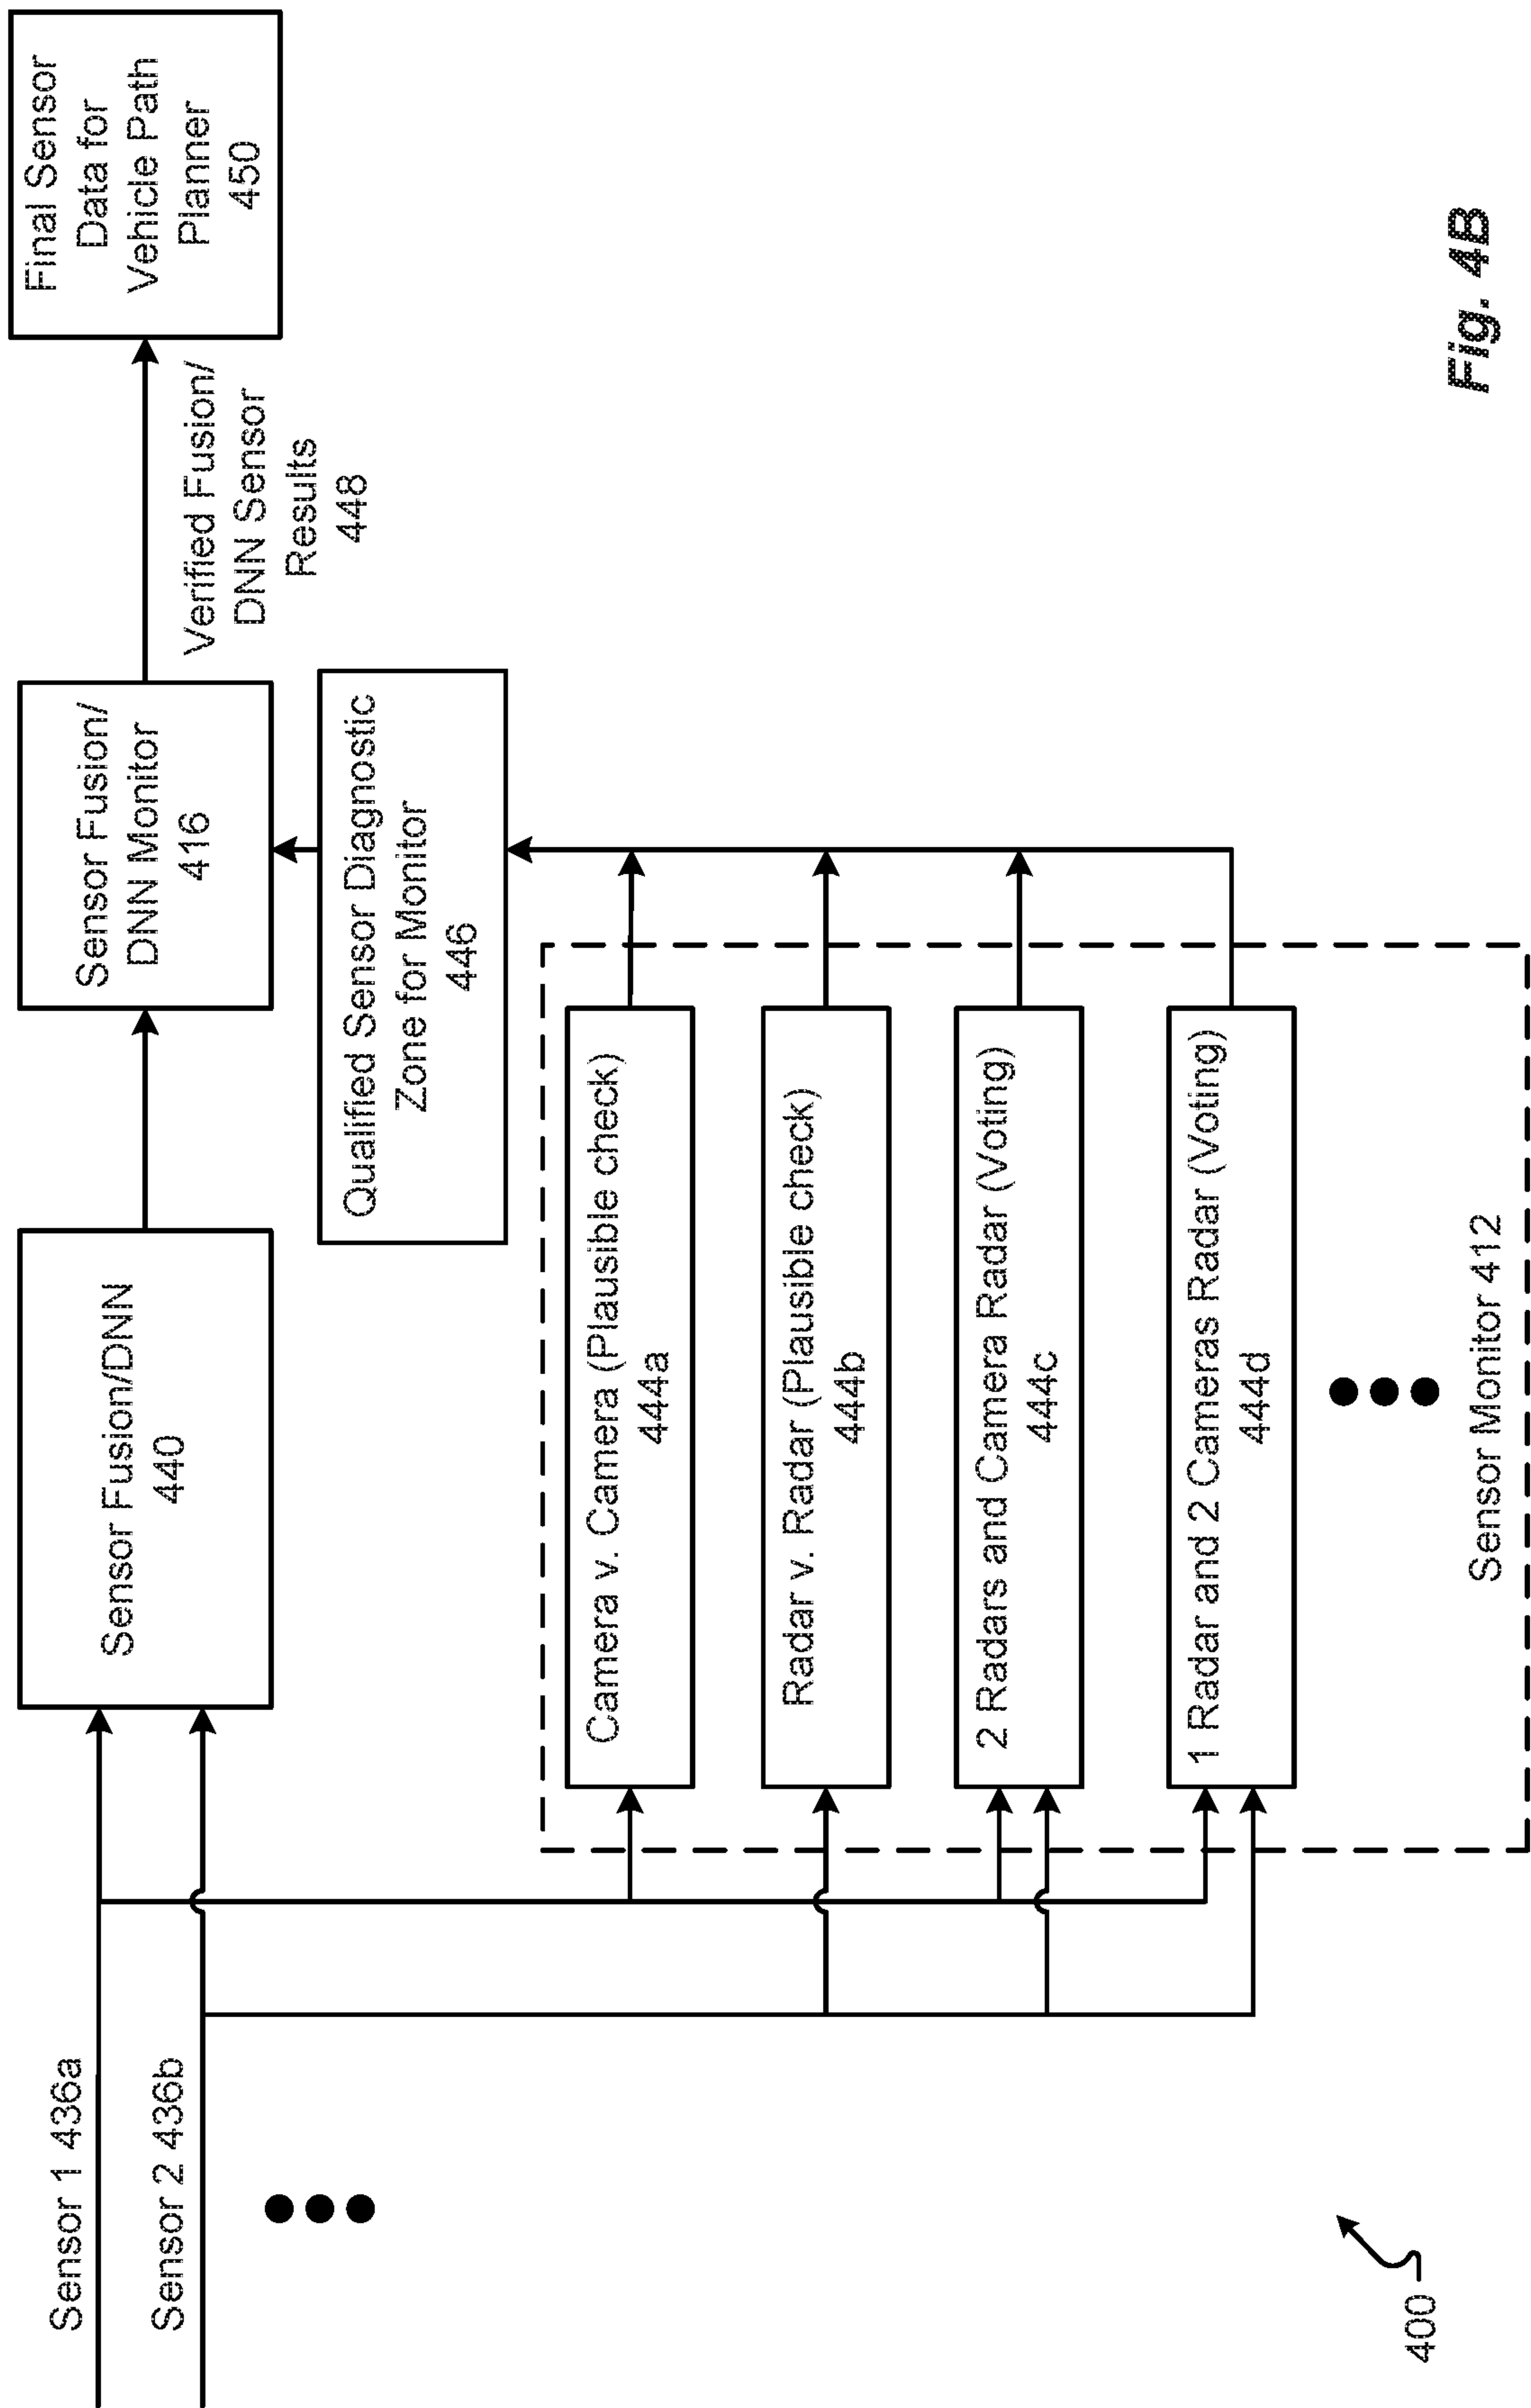 Sensor 1 436a
Sensor 2 436b
Sensor Fusion/DNN
440
Sensor Fusion/
DNN Monitor
416
Verified Fusion/
DNN Sensor
Results
448
Final Sensor
Data for
Vehicle Path
Planner
450
Qualified Sensor Diagnostic
Zone for Monitor
446
Camera v. Camera (Plausible check)
444a
Radar v. Radar (Plausible check)
444b
2 Radars and Camera Radar (Voting)
444c
1 Radar and 2 Cameras Radar (Voting)
444d
Sensor Monitor 412
400
Fig. 4B